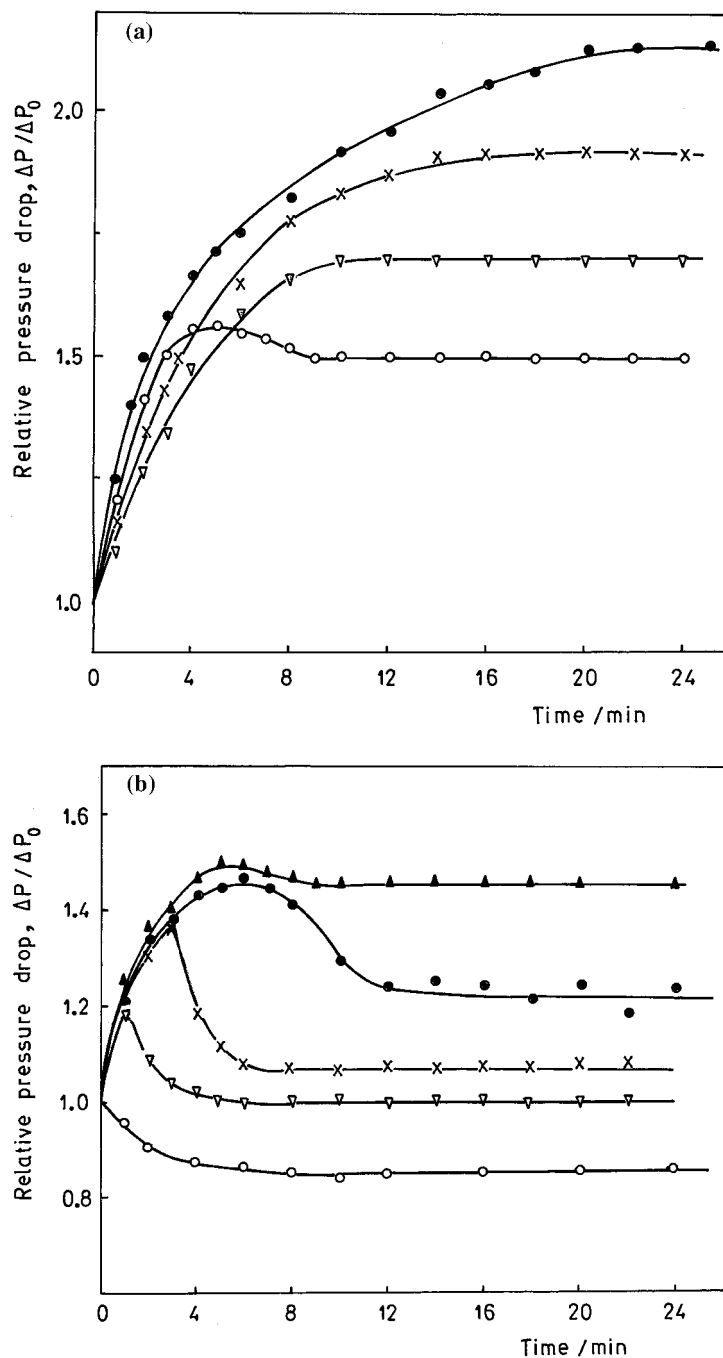 (a)
Relative pressure drop, ΔP/ΔP₀
2.0
1.5
1.0
0 4 8 12 16 20 24
Time /min
(b)
Relative pressure drop, ΔP/ΔP₀
1.6
1.4
1.2
1.0
0.8
0 4 8 12 16 20 24
Time /min